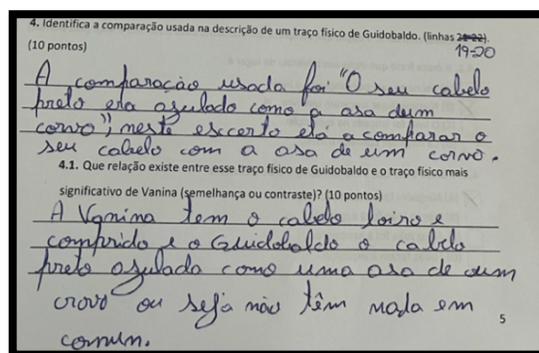 4. Identifica a comparação usada na descrição de um traço físico de Guidobaldo. (linhas 21-22).
19-20
(10 pontos)
A comparação usada foi "O seu cabelo
preto era azulado como a asa dum
corvo", neste exccerto está a comparar o
seu cabelo com a asa de um corvo.
4.1. Que relação existe entre esse traço físico de Guidobaldo e o traço físico mais
significativo de Vanina (semelhança ou contraste)? (10 pontos)
A Vanina tem o cabelo loiro e
comprido e o Guidobaldo o cabelo
preto azulada como uma asa de dum
crovo ou seja não têm nada em
comum.
5